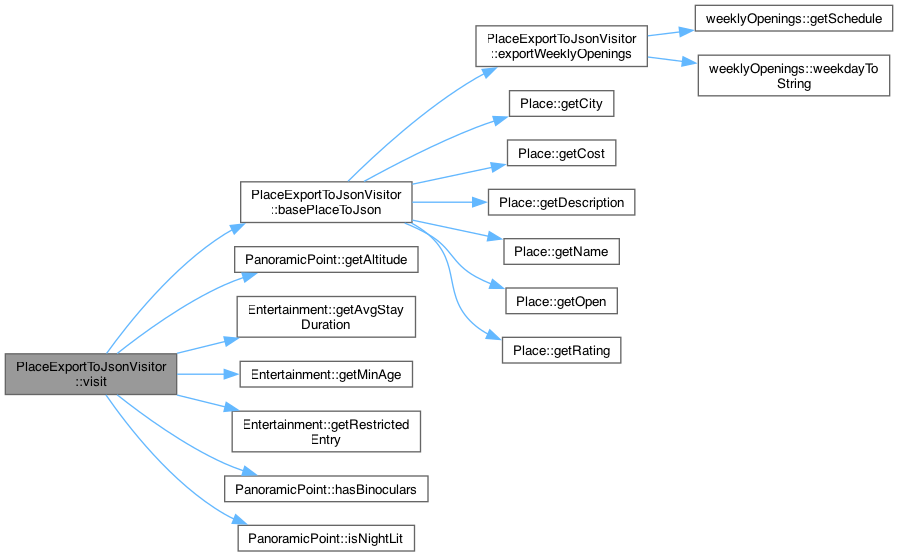 weeklyOpenings::getSchedule
PlaceExportToJsonVisitor
::exportWeeklyOpenings
weeklyOpenings::weekdayTo
String
Place::getCity
Place::getCost
PlaceExportToJsonVisitor
::basePlaceToJson
Place::getDescription
Place::getName
PanoramicPoint::getAltitude
Place::getOpen
Entertainment::getAvgStay
Duration
Place::getRating
PlaceExportToJsonVisitor
::visit
Entertainment::getMinAge
Entertainment::getRestricted
Entry
PanoramicPoint::hasBinoculars
PanoramicPoint::isNightLit